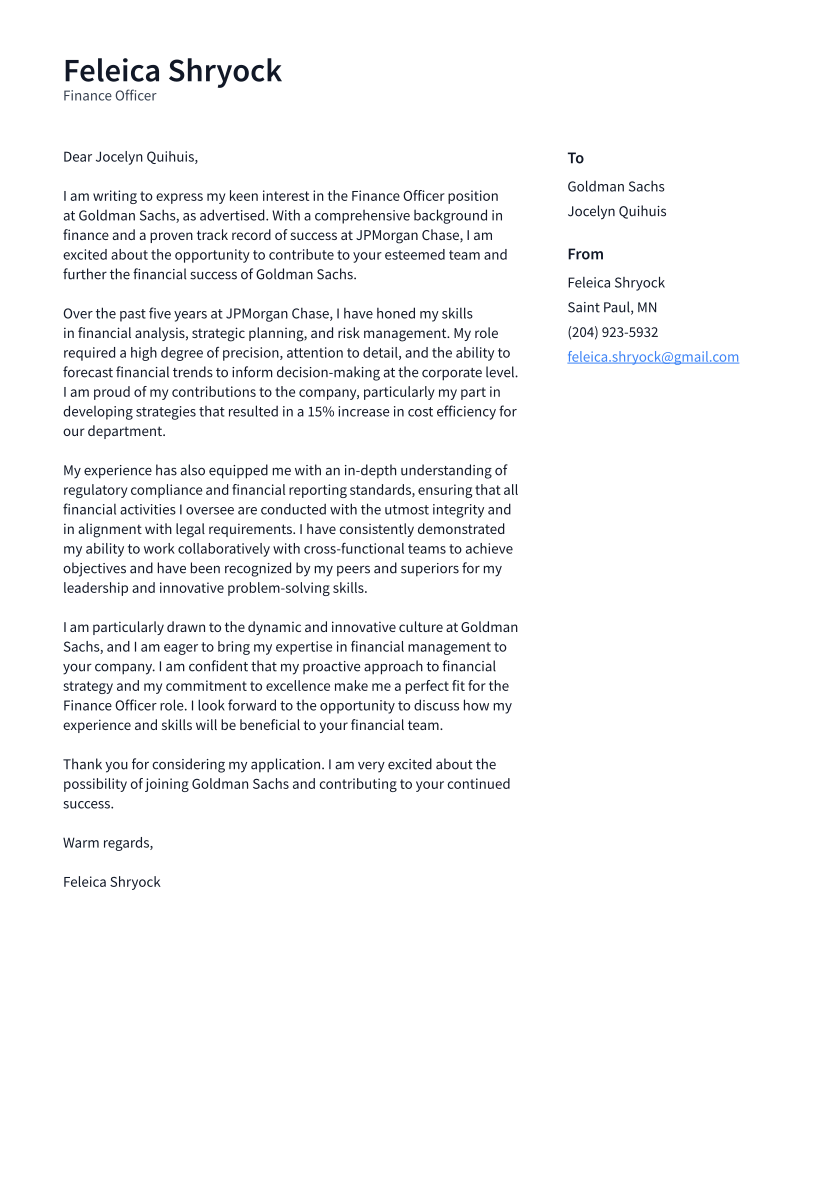 Feleica Shryock
Finance Officer
Dear Jocelyn Quihuis,
I am writing to express my keen interest in the Finance Officer position
at Goldman Sachs, as advertised. With a comprehensive background in
finance and a proven track record of success at JPMorgan Chase, I am
excited about the opportunity to contribute to your esteemed team and
further the financial success of Goldman Sachs.
Over the past five years at JPMorgan Chase, I have honed my skills
in financial analysis, strategic planning, and risk management. My role
required a high degree of precision, attention to detail, and the ability to
forecast financial trends to inform decision-making at the corporate level.
I am proud of my contributions to the company, particularly my part in
developing strategies that resulted in a 15% increase in cost efficiency for
our department.
My experience has also equipped me with an in-depth understanding of
regulatory compliance and financial reporting standards, ensuring that all
financial activities I oversee are conducted with the utmost integrity and
in alignment with legal requirements. I have consistently demonstrated
my ability to work collaboratively with cross-functional teams to achieve
objectives and have been recognized by my peers and superiors for my
leadership and innovative problem-solving skills.
I am particularly drawn to the dynamic and innovative culture at Goldman
Sachs, and I am eager to bring my expertise in financial management to
your company. I am confident that my proactive approach to financial
strategy and my commitment to excellence make me a perfect fit for the
Finance Officer role. I look forward to the opportunity to discuss how my
experience and skills will be beneficial to your financial team.
Thank you for considering my application. I am very excited about the
possibility of joining Goldman Sachs and contributing to your continued
success.
Warm regards,
Feleica Shryock
To
Goldman Sachs
Jocelyn Quihuis
From
Feleica Shryock
Saint Paul, MN
(204) 923-5932
feleica.shryock@gmail.com